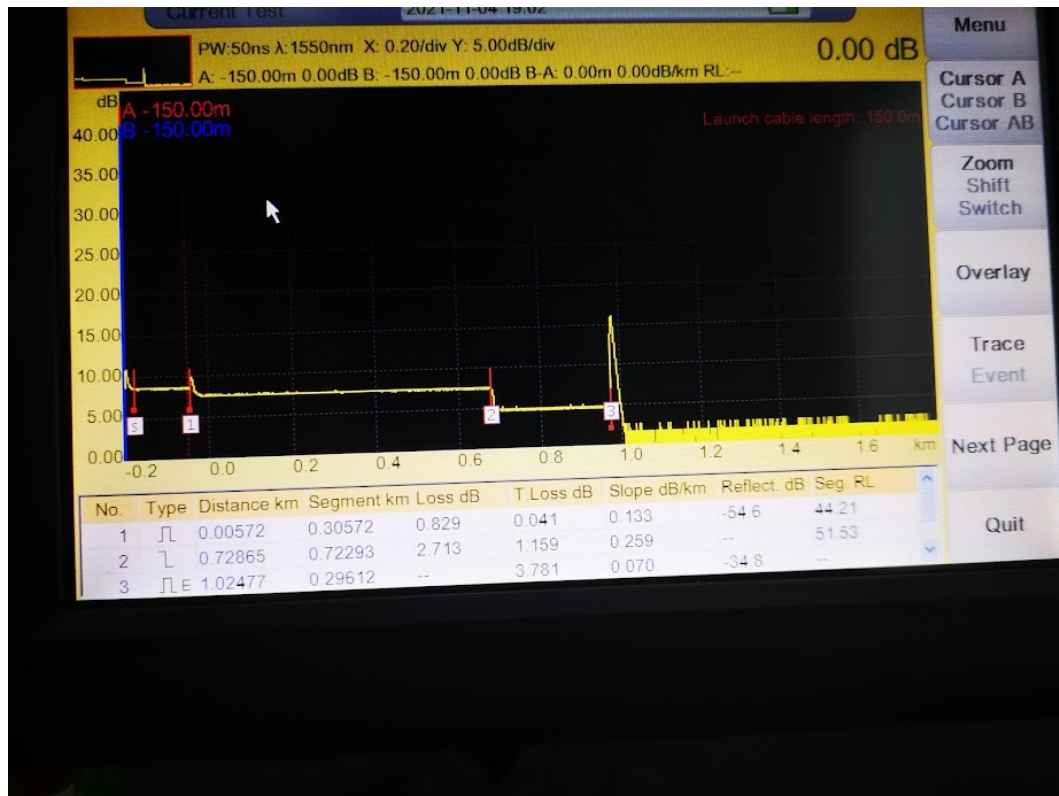 Current Test
2021-11-04 19:02
Menu
PW:50ns λ:1550nm X: 0.20/div Y: 5.00dB/div
0.00 dB
A: -150.00m 0.00dB B: -150.00m 0.00dB B-A: 0.00m 0.00dB/km RL:--
Cursor A
Cursor B
Cursor AB
dB
A -150.00m
B -150.00m
Launch cable length: 150.0m
40.00
35.00
30.00
25.00
20.00
15.00
10.00
5.00
0.00
Zoom
Shift
Switch
Overlay
Trace
Event
S
1
2
3
-0.2 0.0 0.2 0.4 0.6 0.8 1.0 1.2 1.4 1.6 km
Next Page
No. Type Distance km Segment km Loss dB T.Loss dB Slope dB/km Reflect. dB Seg. RL
1 0.00572 0.30572 0.829 0.041 0.133 -54.6 44.21
2 0.72865 0.72293 2.713 1.159 0.259 -- 51.53
3 E 1.02477 0.29612 -- 3.781 0.070 -34.8 --
Quit